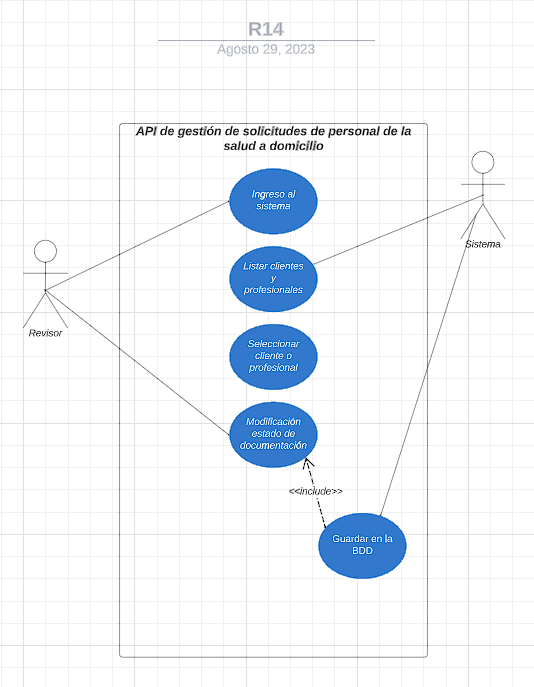 R14
Agosto 29, 2023
API de gestión de solicitudes de personal de la
salud a domicilio
Ingreso al
sistema
Sistema
Listar clientes
y
profesionales
Revisor
Seleccionar
cliente o
profesional
Modificación
estado de
documentación
<<include>>
Guardar en la
BDD